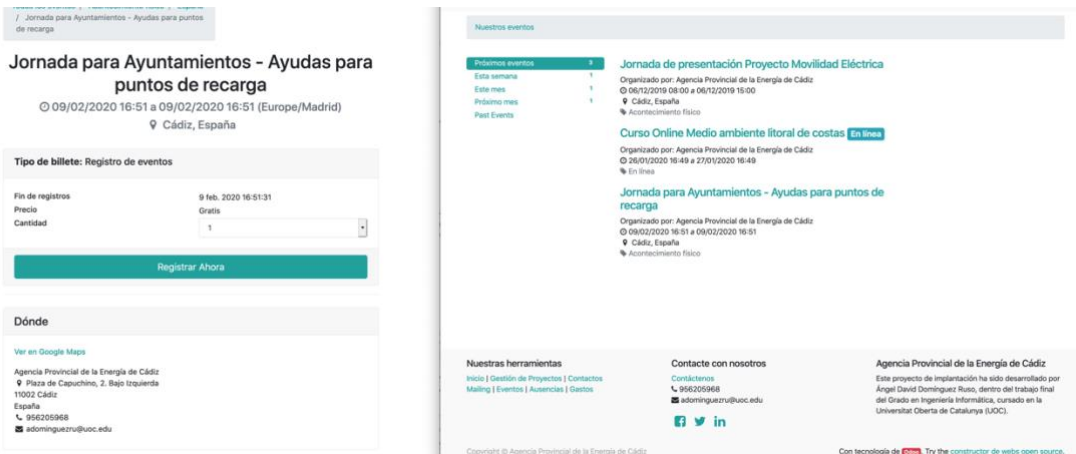 / Jornada para Ayuntamientos - Ayudas para puntos
de recarga
Jornada para Ayuntamientos - Ayudas para
puntos de recarga
09/02/2020 16:51 a 09/02/2020 16:51 (Europe/Madrid)
Cádiz, España
Tipo de billete: Registro de eventos
Fin de registros 9 feb. 2020 16:51:31
Precio Gratis
Cantidad 1
Registrar Ahora
Dónde
Ver en Google Maps
Agencia Provincial de la Energía de Cádiz
Plaza de Capuchino, 2. Bajo Izquierda
11002 Cádiz
España
956205968
adominguezru@uoc.edu
Nuestros eventos
Próximos eventos 3
Esta semana 1
Este mes 1
Próximo mes 1
Past Events
Jornada de presentación Proyecto Movilidad Eléctrica
Organizado por: Agencia Provincial de la Energía de Cádiz
06/12/2019 08:00 a 06/12/2019 15:00
Cádiz, España
Acontecimiento físico
Curso Online Medio ambiente litoral de costas En línea
Organizado por: Agencia Provincial de la Energía de Cádiz
26/01/2020 16:49 a 27/01/2020 16:49
En línea
Jornada para Ayuntamientos - Ayudas para puntos de
recarga
Organizado por: Agencia Provincial de la Energía de Cádiz
09/02/2020 16:51 a 09/02/2020 16:51
Cádiz, España
Acontecimiento físico
Nuestras herramientas
Inicio | Gestión de Proyectos | Contactos
Mailing | Eventos | Ausencias | Gastos
Contacte con nosotros
Contáctenos
956205968
adominguezru@uoc.edu
Agencia Provincial de la Energía de Cádiz
Este proyecto de implantación ha sido desarrollado por
Ángel David Domínguez Ruso, dentro del trabajo final
del Grado en Ingeniería Informática, cursado en la
Universitat Oberta de Catalunya (UOC).
Copyright © Agencia Provincial de la Energía de Cádiz
Con tecnología de Odoo. Try the constructor de webs open source.